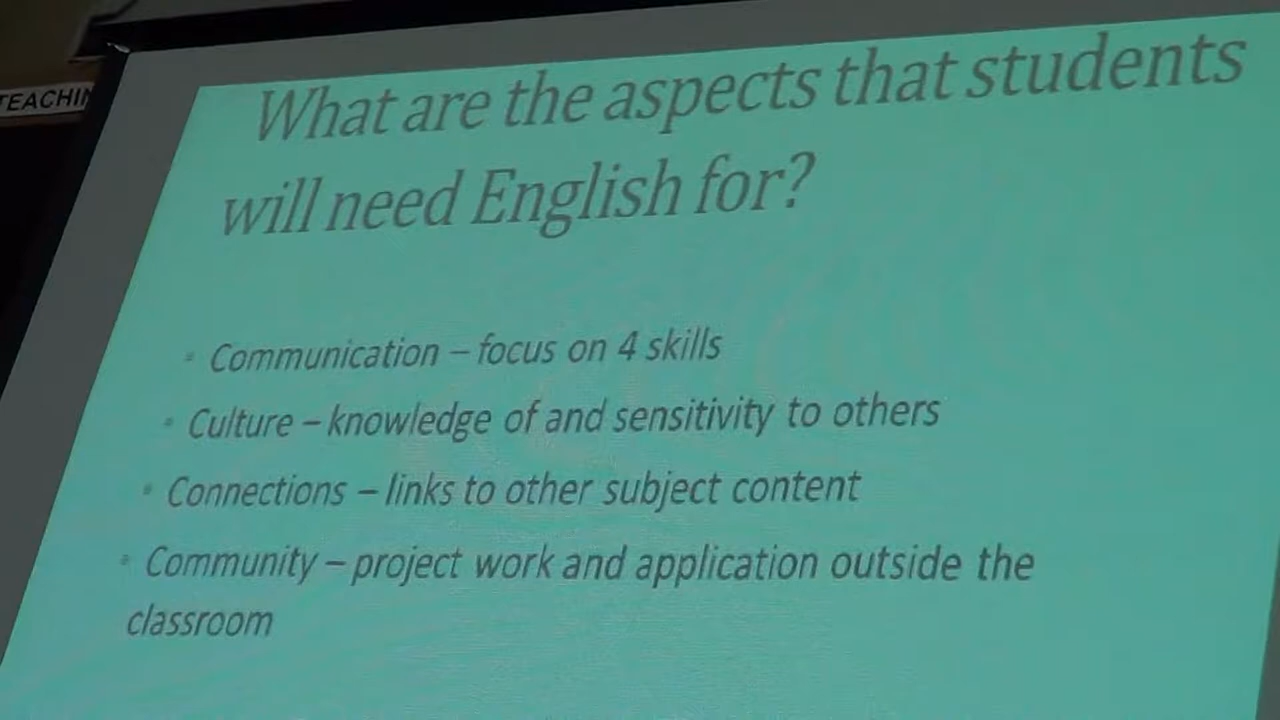 TEACHIN
What are the aspects that students
will need English for?
Communication – focus on 4 skills
Culture – knowledge of and sensitivity to others
Connections – links to other subject content
Community – project work and application outside the
classroom